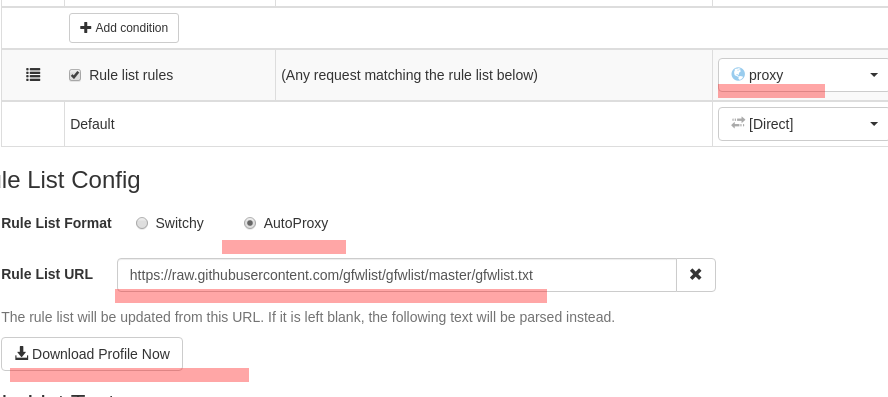 Add condition
Rule list rules
(Any request matching the rule list below)
proxy
Default
[Direct]
le List Config
Rule List Format
Switchy
AutoProxy
Rule List URL
https://raw.githubusercontent.com/gfwlist/gfwlist/master/gfwlist.txt
The rule list will be updated from this URL. If it is left blank, the following text will be parsed instead.
Download Profile Now